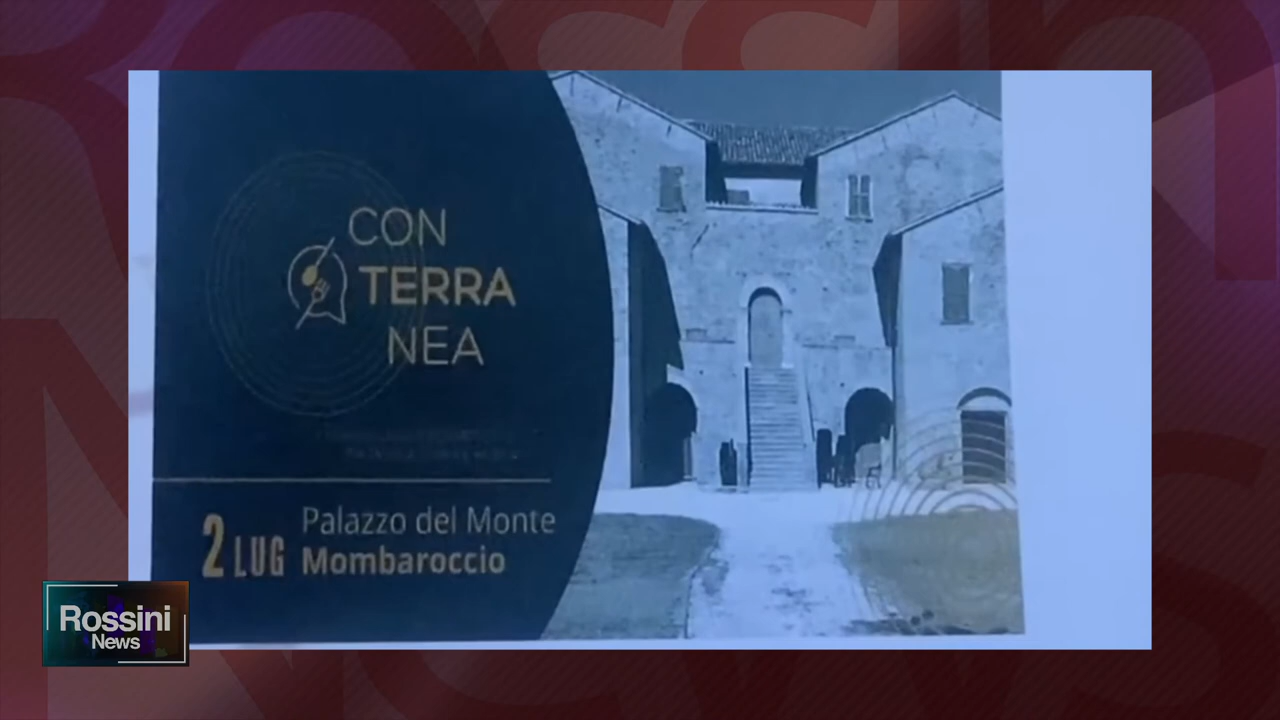 CON
TERRA
NEA
2 LUG
Palazzo del Monte
Mombaroccio
Rossini
News